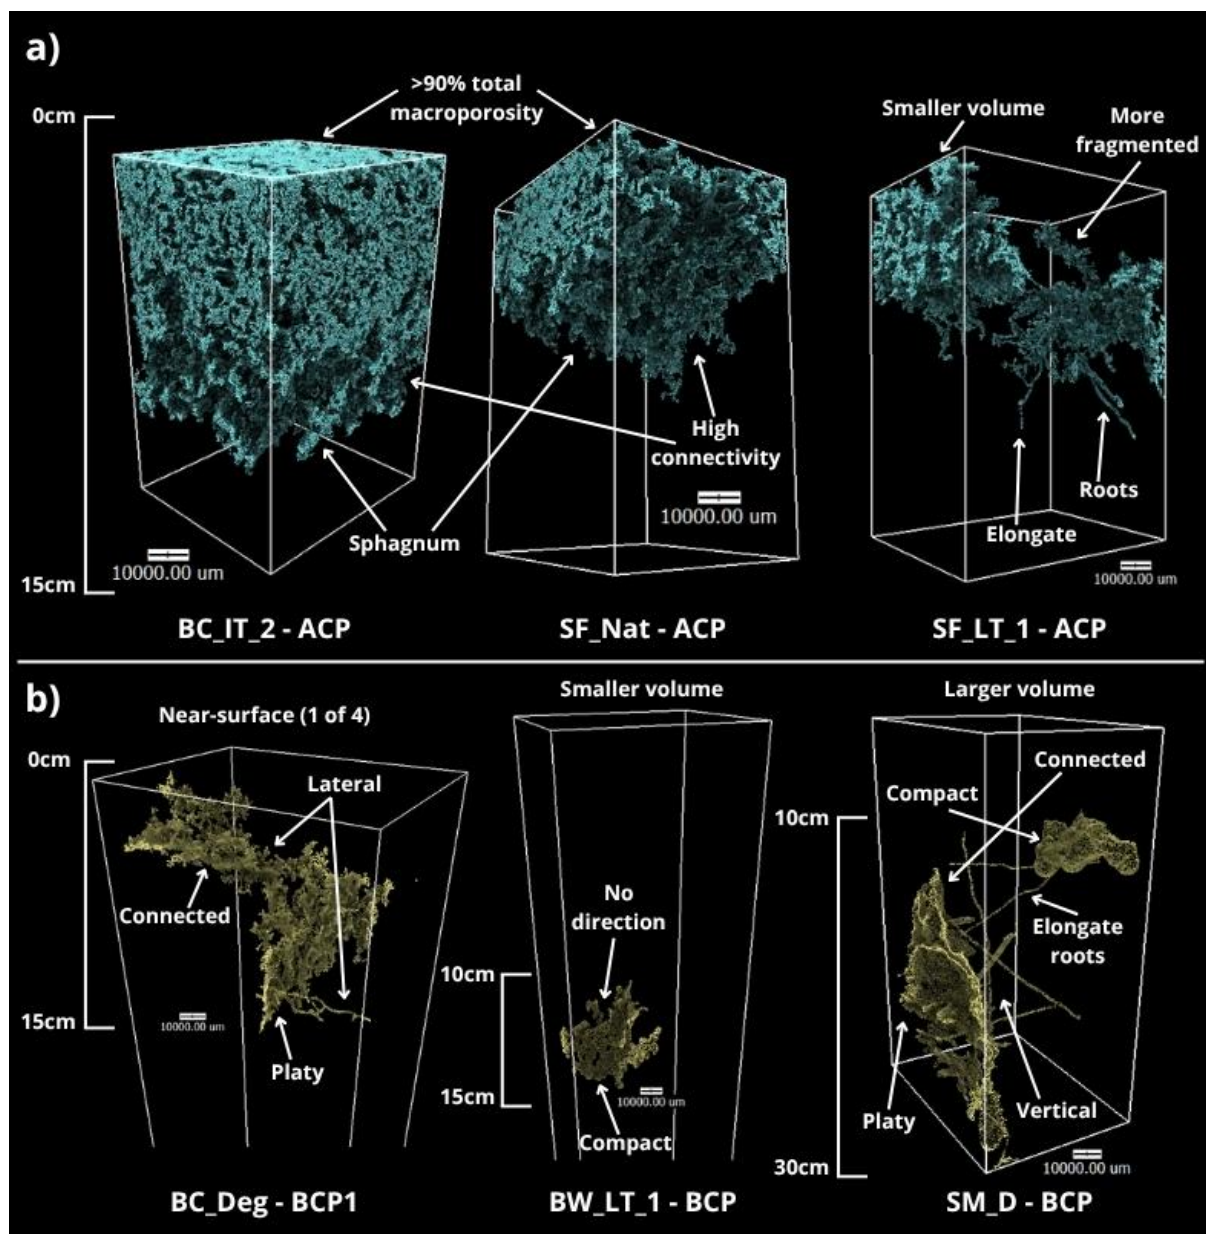 a)
>90% total
macroporosity
0cm
Smaller volume
More
fragmented
High
connectivity
Sphagnum
Roots
Elongate
10000.00 um
10000.00 um
10000.00 um
15cm
BC_IT_2 - ACP
SF_Nat - ACP
SF_LT_1 - ACP
b)
Near-surface (1 of 4)
Smaller volume
Larger volume
0cm
Lateral
Connected
Platy
10000.00 um
15cm
BC_Deg - BCP1
No
direction
10cm
Compact
10000.00 um
15cm
BW_LT_1 - BCP
Connected
Compact
10cm
Elongate
roots
Platy
Vertical
10000.00 um
30cm
SM_D - BCP